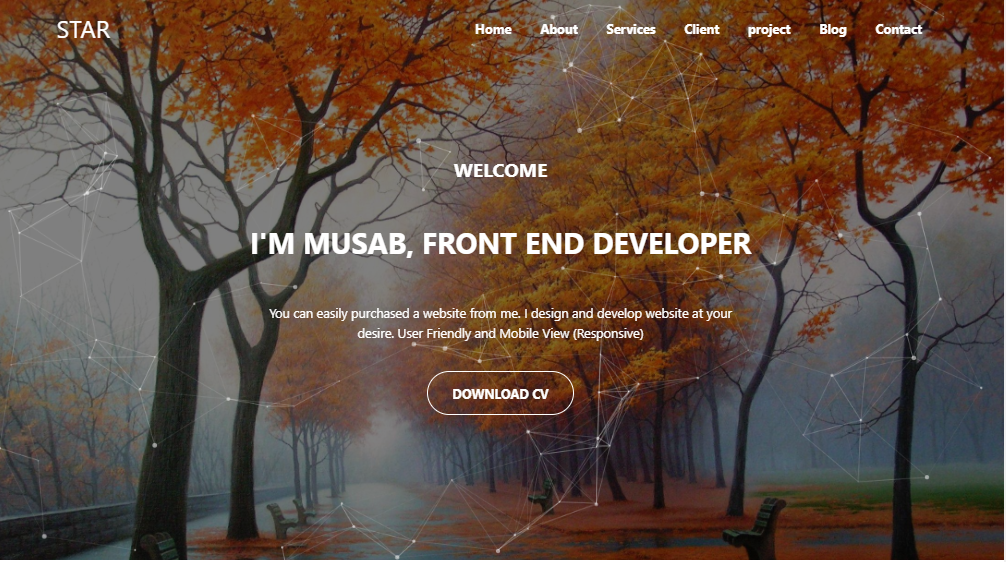 STAR
Home About Services Client project Blog Contact
WELCOME
I'M MUSAB, FRONT END DEVELOPER
You can easily purchased a website from me. I design and develop website at your
desire. User Friendly and Mobile View (Responsive)
DOWNLOAD CV